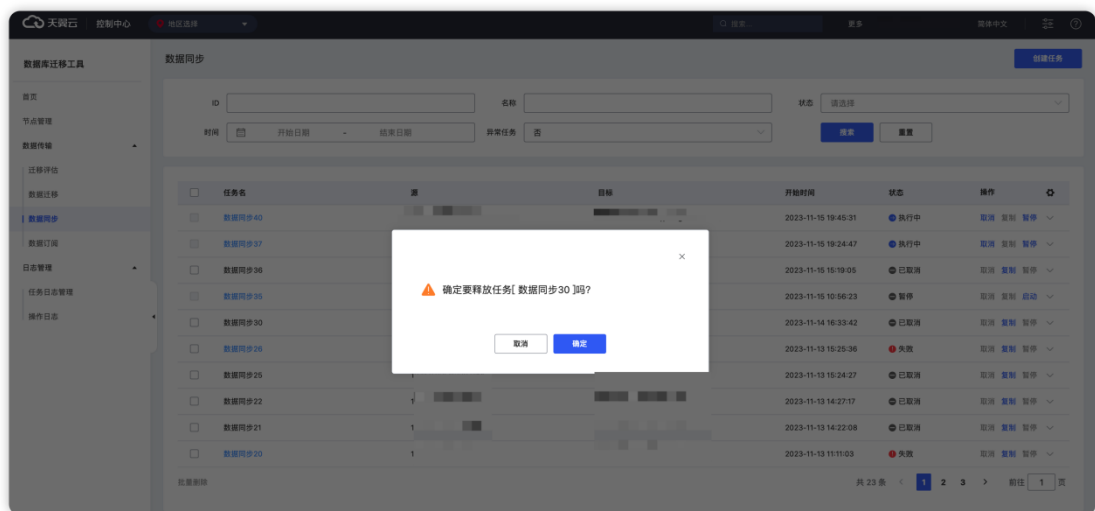 天翼云 控制中心 地区选择 搜索... 更多 简体中文
数据库迁移工具
首页
节点管理
数据传输
迁移评估
数据迁移
数据同步
数据订阅
日志管理
任务日志管理
操作日志
数据同步 创建任务
ID 名称 状态 请选择
时间 开始日期 - 结束日期 异常任务 否 搜索 重置
任务名 源 目标 开始时间 状态 操作
数据同步40 2023-11-15 19:45:31 执行中 取消 复制 暂停
数据同步37 2023-11-15 19:24:47 执行中 取消 复制 暂停
数据同步36 2023-11-15 15:19:05 已取消 取消 复制 暂停
数据同步35 2023-11-15 10:56:23 暂停 取消 复制 启动
数据同步30 2023-11-14 16:33:42 已取消 取消 复制 暂停
数据同步26 2023-11-13 15:25:36 失败 取消 复制 暂停
数据同步25 1 2023-11-13 15:24:27 已取消 取消 复制 暂停
数据同步22 1 2023-11-13 14:27:17 已取消 取消 复制 暂停
数据同步21 1 2023-11-13 14:22:08 已取消 取消 复制 暂停
数据同步20 1 2023-11-13 11:11:03 失败 取消 复制 暂停
批量删除 共 23 条 1 2 3 前往 1 页
确定要释放任务[ 数据同步30 ]吗?
取消 确定